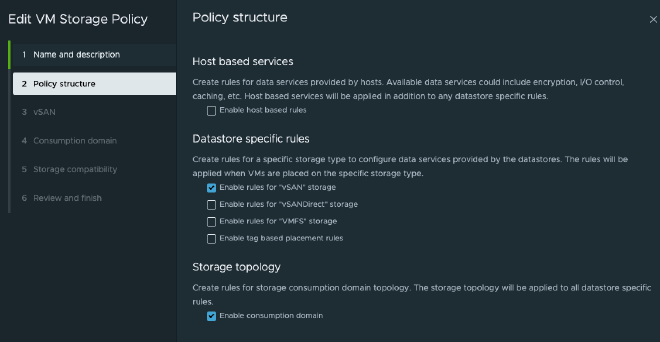 Edit VM Storage Policy
1 Name and description
2 Policy structure
3 vSAN
4 Consumption domain
5 Storage compatibility
6 Review and finish
Policy structure
Host based services
Create rules for data services provided by hosts. Available data services could include encryption, I/O control,
caching, etc. Host based services will be applied in addition to any datastore specific rules.
Enable host based rules
Datastore specific rules
Create rules for a specific storage type to configure data services provided by the datastores. The rules will be
applied when VMs are placed on the specific storage type.
Enable rules for "vSAN" storage
Enable rules for "vSANDirect" storage
Enable rules for "VMFS" storage
Enable tag based placement rules
Storage topology
Create rules for storage consumption domain topology. The storage topology will be applied to all datastore specific
rules.
Enable consumption domain